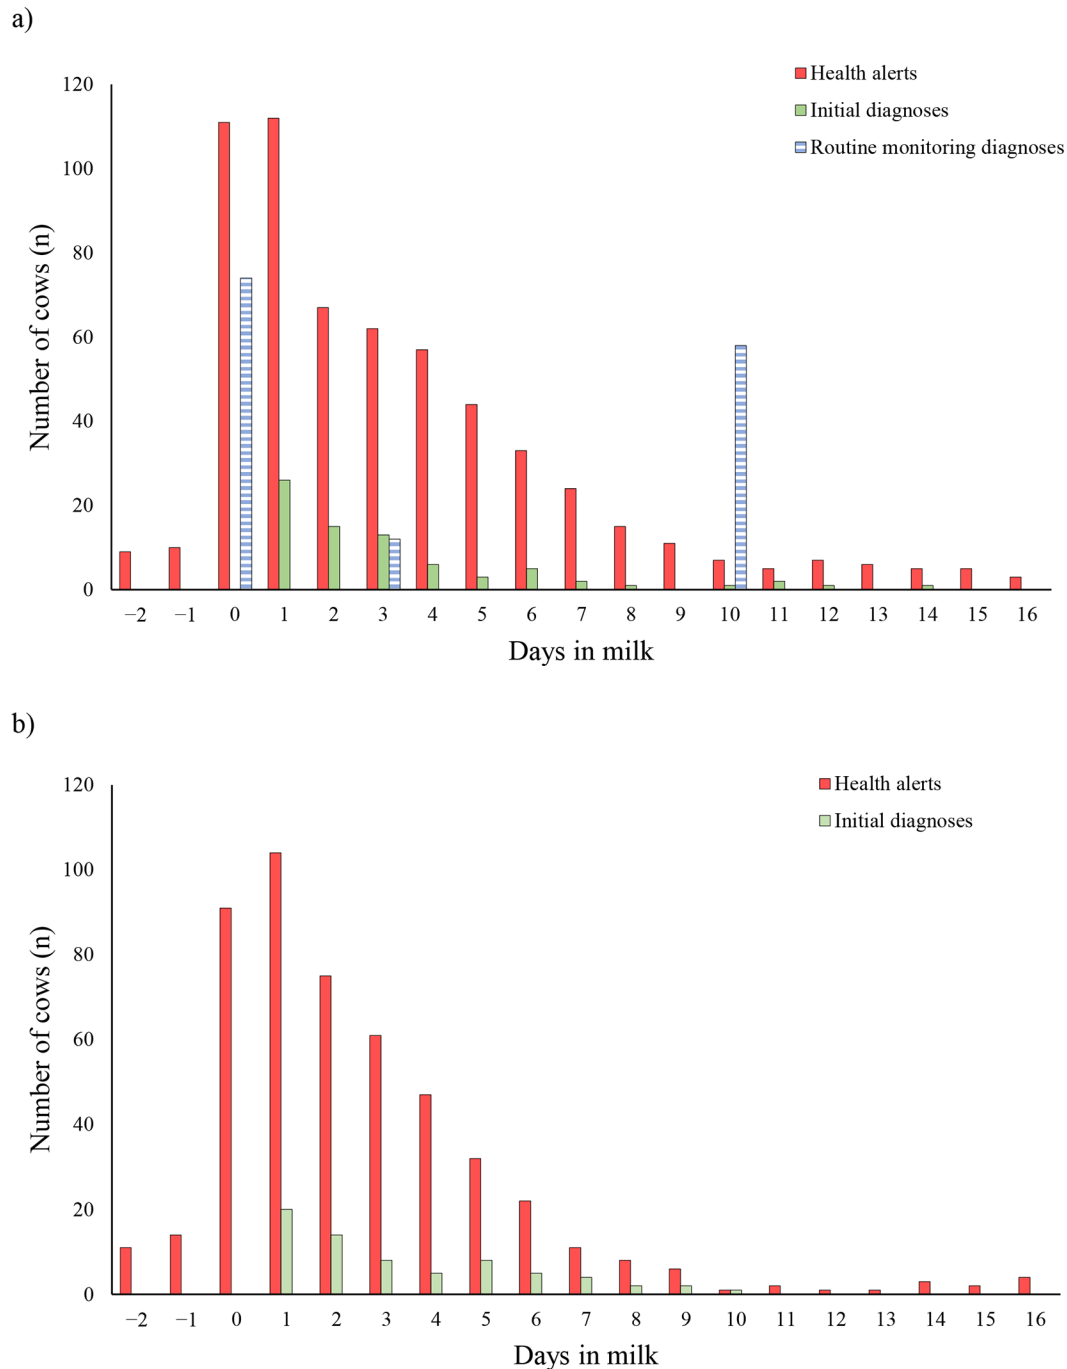 a)
Health alerts
Initial diagnoses
Routine monitoring diagnoses
120
100
80
60
40
20
0
Number of cows (n)
−2 −1 0 1 2 3 4 5 6 7 8 9 10 11 12 13 14 15 16
Days in milk
b)
Health alerts
Initial diagnoses
120
100
80
60
40
20
0
Number of cows (n)
−2 −1 0 1 2 3 4 5 6 7 8 9 10 11 12 13 14 15 16
Days in milk